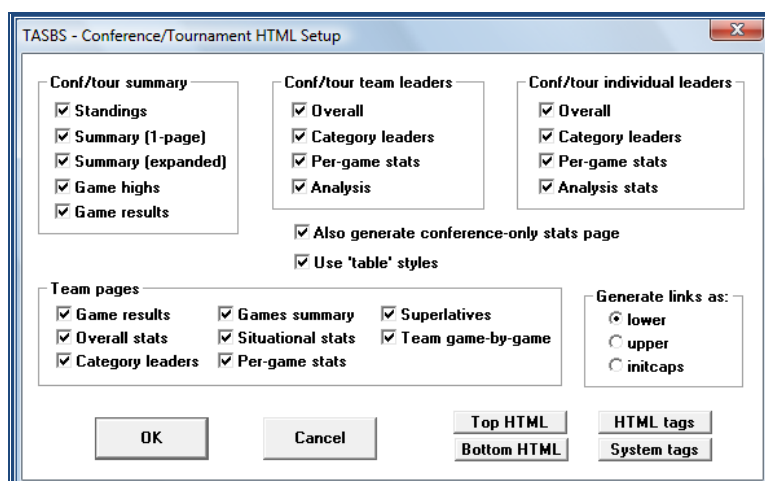 TASBS - Conference/Tournament HTML Setup
Conf/tour summary
Standings
Summary (1-page)
Summary (expanded)
Game highs
Game results
Conf/tour team leaders
Overall
Category leaders
Per-game stats
Analysis
Conf/tour individual leaders
Overall
Category leaders
Per-game stats
Analysis stats
Also generate conference-only stats page
Use 'table' styles
Team pages
Game results
Overall stats
Category leaders
Games summary
Situational stats
Per-game stats
Superlatives
Team game-by-game
Generate links as:
lower
upper
initcaps
OK
Cancel
Top HTML
Bottom HTML
HTML tags
System tags